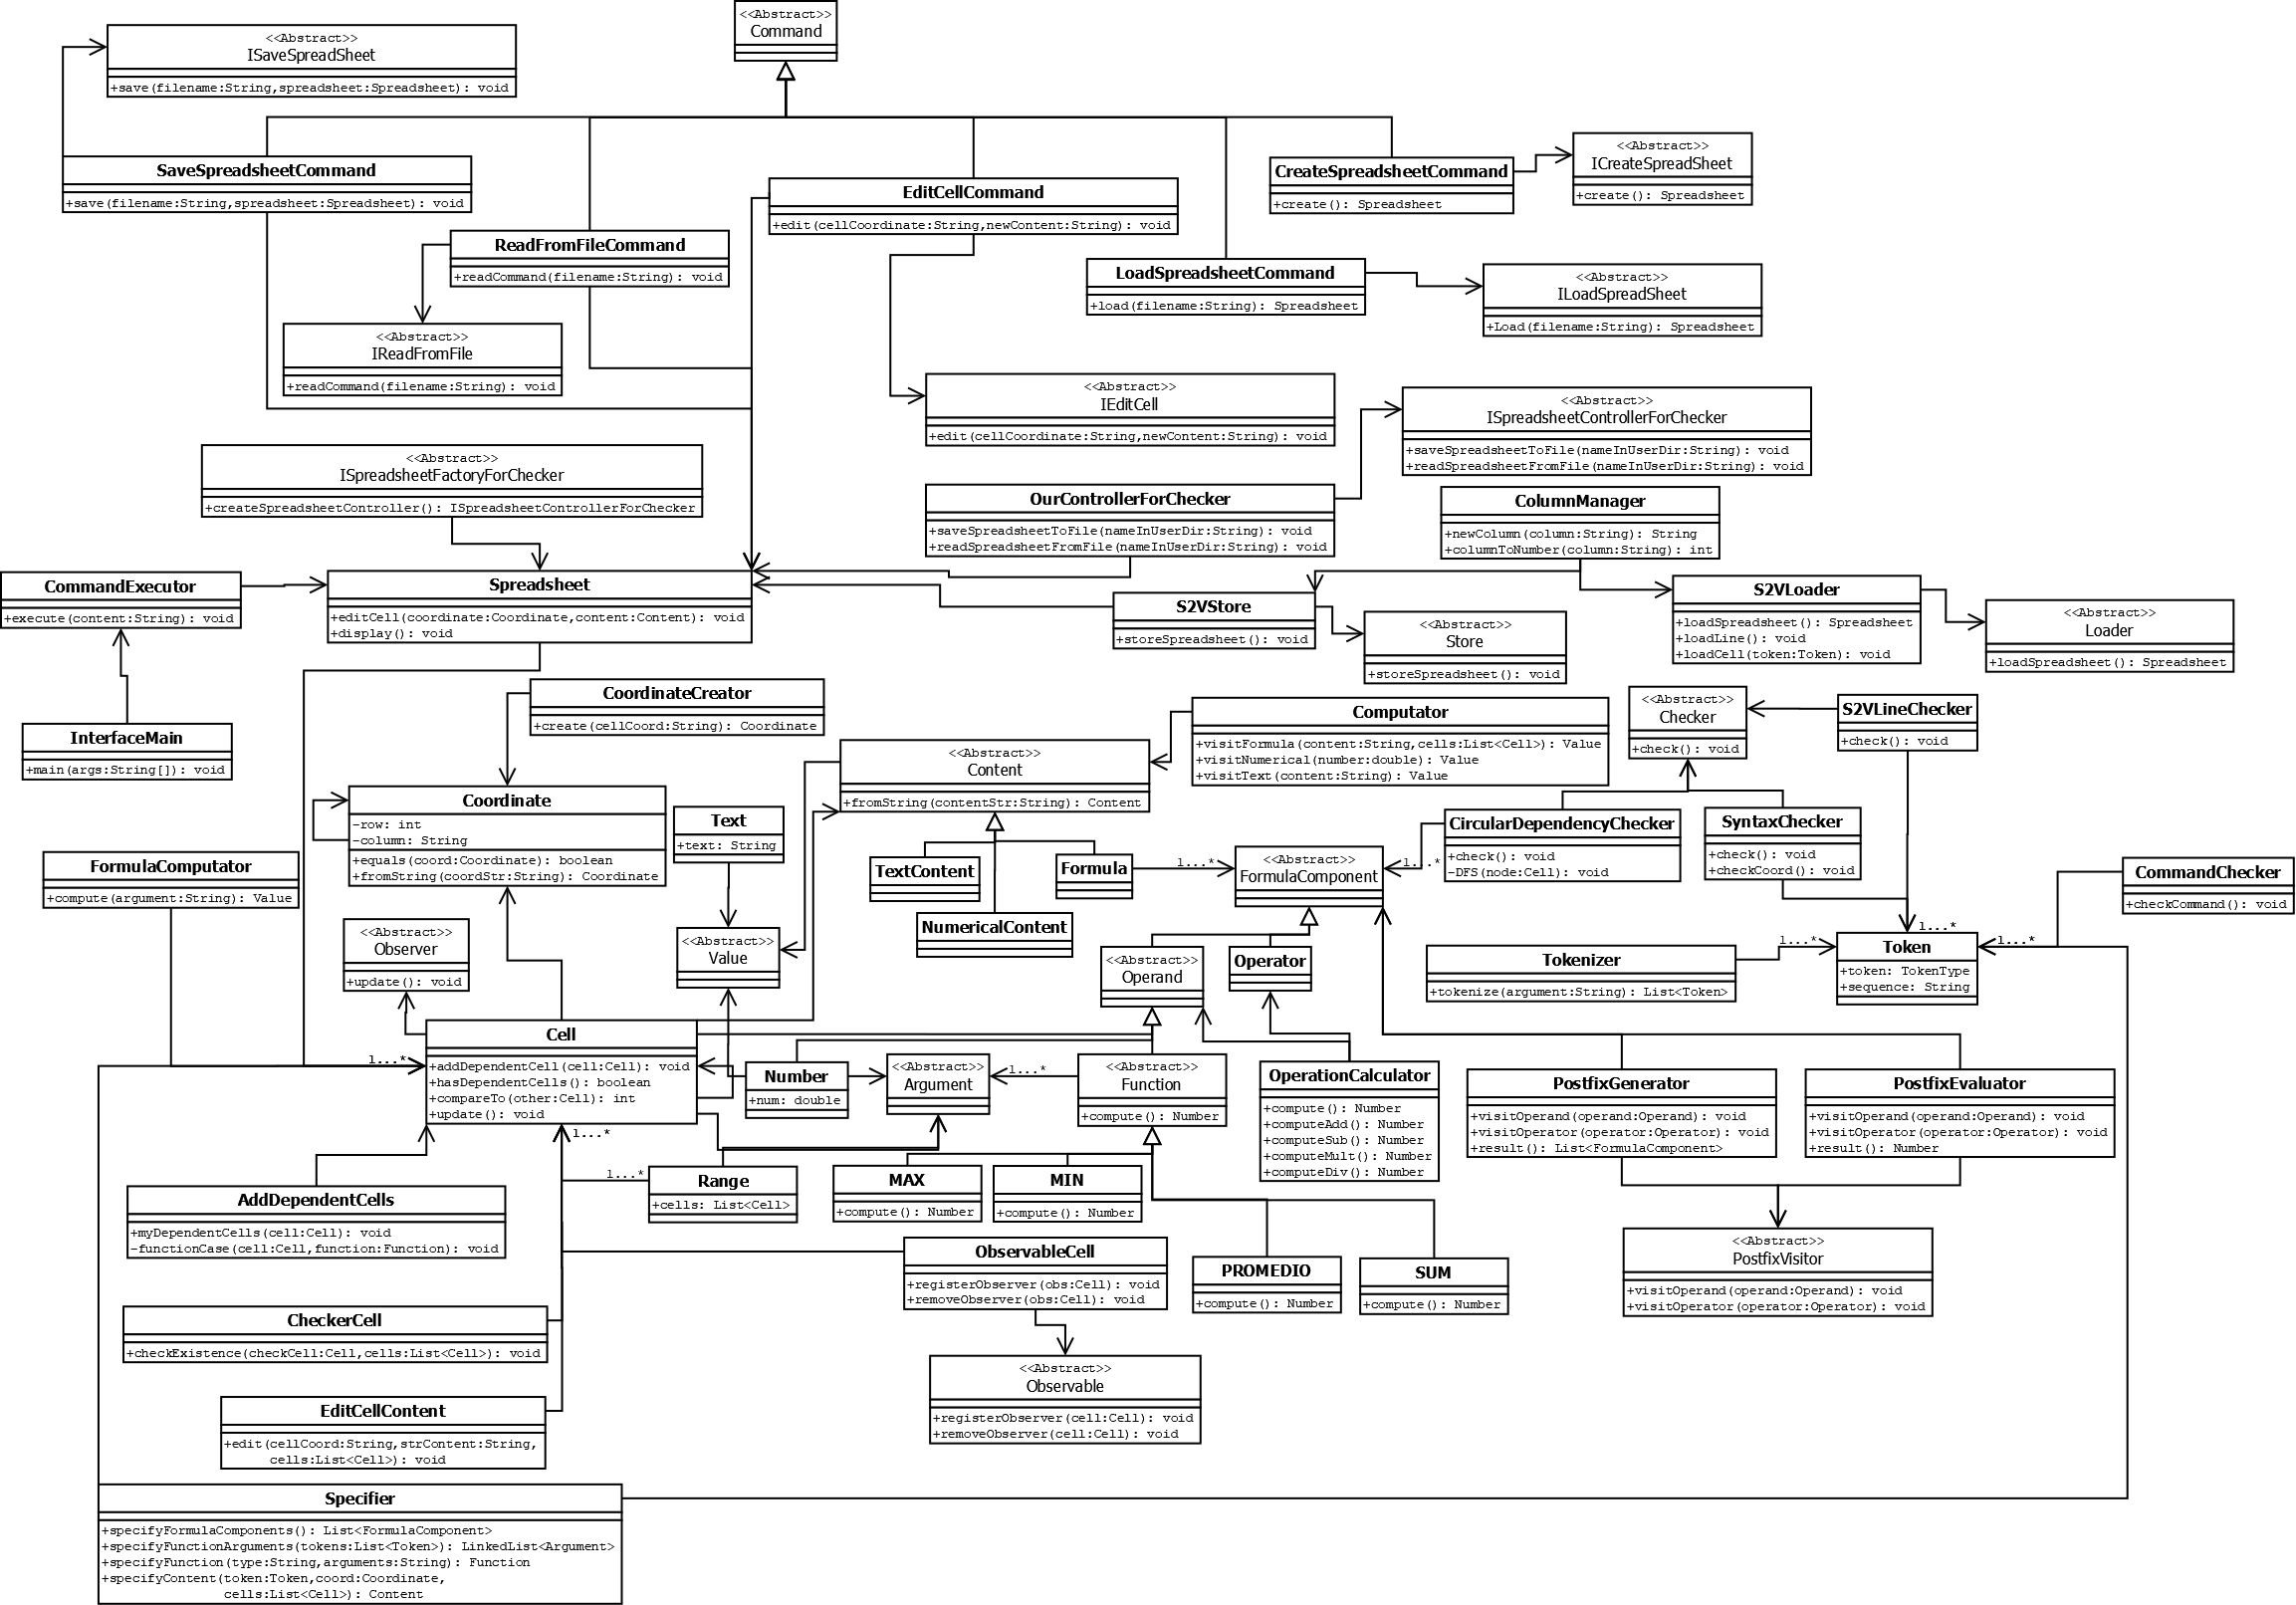 <<Abstract>>
Command
<<Abstract>>
ISaveSpreadSheet
+save(filename:String,spreadsheet:Spreadsheet): void
SaveSpreadsheetCommand
+save(filename:String,spreadsheet:Spreadsheet): void
EditCellCommand
+edit(cellCoordinate:String,newContent:String): void
CreateSpreadsheetCommand
+create(): Spreadsheet
<<Abstract>>
ICreateSpreadSheet
+create(): Spreadsheet
ReadFromFileCommand
+readCommand(filename:String): void
LoadSpreadsheetCommand
+load(filename:String): Spreadsheet
<<Abstract>>
ILoadSpreadSheet
+Load(filename:String): Spreadsheet
<<Abstract>>
IReadFromFile
+readCommand(filename:String): void
<<Abstract>>
IEditCell
+edit(cellCoordinate:String,newContent:String): void
<<Abstract>>
ISpreadsheetControllerForChecker
+saveSpreadsheetToFile(nameInUserDir:String): void
+readSpreadsheetFromFile(nameInUserDir:String): void
<<Abstract>>
ISpreadsheetFactoryForChecker
+createSpreadsheetController(): ISpreadsheetControllerForChecker
OurControllerForChecker
+saveSpreadsheetToFile(nameInUserDir:String): void
+readSpreadsheetFromFile(nameInUserDir:String): void
ColumnManager
+newColumn(column:String): String
+columnToNumber(column:String): int
CommandExecutor
+execute(content:String): void
Spreadsheet
+editCell(coordinate:Coordinate,content:Content): void
+display(): void
S2VStore
+storeSpreadsheet(): void
<<Abstract>>
Store
+storeSpreadsheet(): void
S2VLoader
+loadSpreadsheet(): Spreadsheet
+loadLine(): void
+loadCell(token:Token): void
<<Abstract>>
Loader
+loadSpreadsheet(): Spreadsheet
InterfaceMain
+main(args:String[]): void
CoordinateCreator
+create(cellCoord:String): Coordinate
<<Abstract>>
Content
+fromString(contentStr:String): Content
Computator
+visitFormula(content:String,cells:List<Cell>): Value
+visitNumerical(number:double): Value
+visitText(content:String): Value
<<Abstract>>
Checker
+check(): void
S2VLineChecker
+check(): void
Coordinate
-row: int
-column: String
+equals(coord:Coordinate): boolean
+fromString(coordStr:String): Coordinate
Text
+text: String
FormulaComputator
+compute(argument:String): Value
TextContent
Formula
1...*
<<Abstract>>
FormulaComponent
1...*
CircularDependencyChecker
+check(): void
-DFS(node:Cell): void
SyntaxChecker
+check(): void
+checkCoord(): void
CommandChecker
+checkCommand(): void
<<Abstract>>
Observer
+update(): void
<<Abstract>>
Value
NumericalContent
<<Abstract>>
Operand
Operator
Tokenizer
+tokenize(argument:String): List<Token>
1...*
1...*
1...*
Token
+token: TokenType
+sequence: String
Cell
+addDependentCell(cell:Cell): void
+hasDependentCells(): boolean
+compareTo(other:Cell): int
+update(): void
1...*
1...*
Number
+num: double
<<Abstract>>
Argument
1...*
<<Abstract>>
Function
+compute(): Number
OperationCalculator
+compute(): Number
+computeAdd(): Number
+computeSub(): Number
+computeMult(): Number
+computeDiv(): Number
PostfixGenerator
+visitOperand(operand:Operand): void
+visitOperator(operator:Operator): void
+result(): List<FormulaComponent>
PostfixEvaluator
+visitOperand(operand:Operand): void
+visitOperator(operator:Operator): void
+result(): Number
AddDependentCells
+myDependentCells(cell:Cell): void
-functionCase(cell:Cell,function:Function): void
1...*
Range
+cells: List<Cell>
MAX
+compute(): Number
MIN
+compute(): Number
ObservableCell
+registerObserver(obs:Cell): void
+removeObserver(obs:Cell): void
PROMEDIO
+compute(): Number
SUM
+compute(): Number
<<Abstract>>
PostfixVisitor
+visitOperand(operand:Operand): void
+visitOperator(operator:Operator): void
CheckerCell
+checkExistence(checkCell:Cell,cells:List<Cell>): void
<<Abstract>>
Observable
+registerObserver(cell:Cell): void
+removeObserver(cell:Cell): void
EditCellContent
+edit(cellCoord:String,strContent:String,
cells:List<Cell>): void
Specifier
+specifyFormulaComponents(): List<FormulaComponent>
+specifyFunctionArguments(tokens:List<Token>): LinkedList<Argument>
+specifyFunction(type:String,arguments:String): Function
+specifyContent(token:Token,coord:Coordinate,
cells:List<Cell>): Content